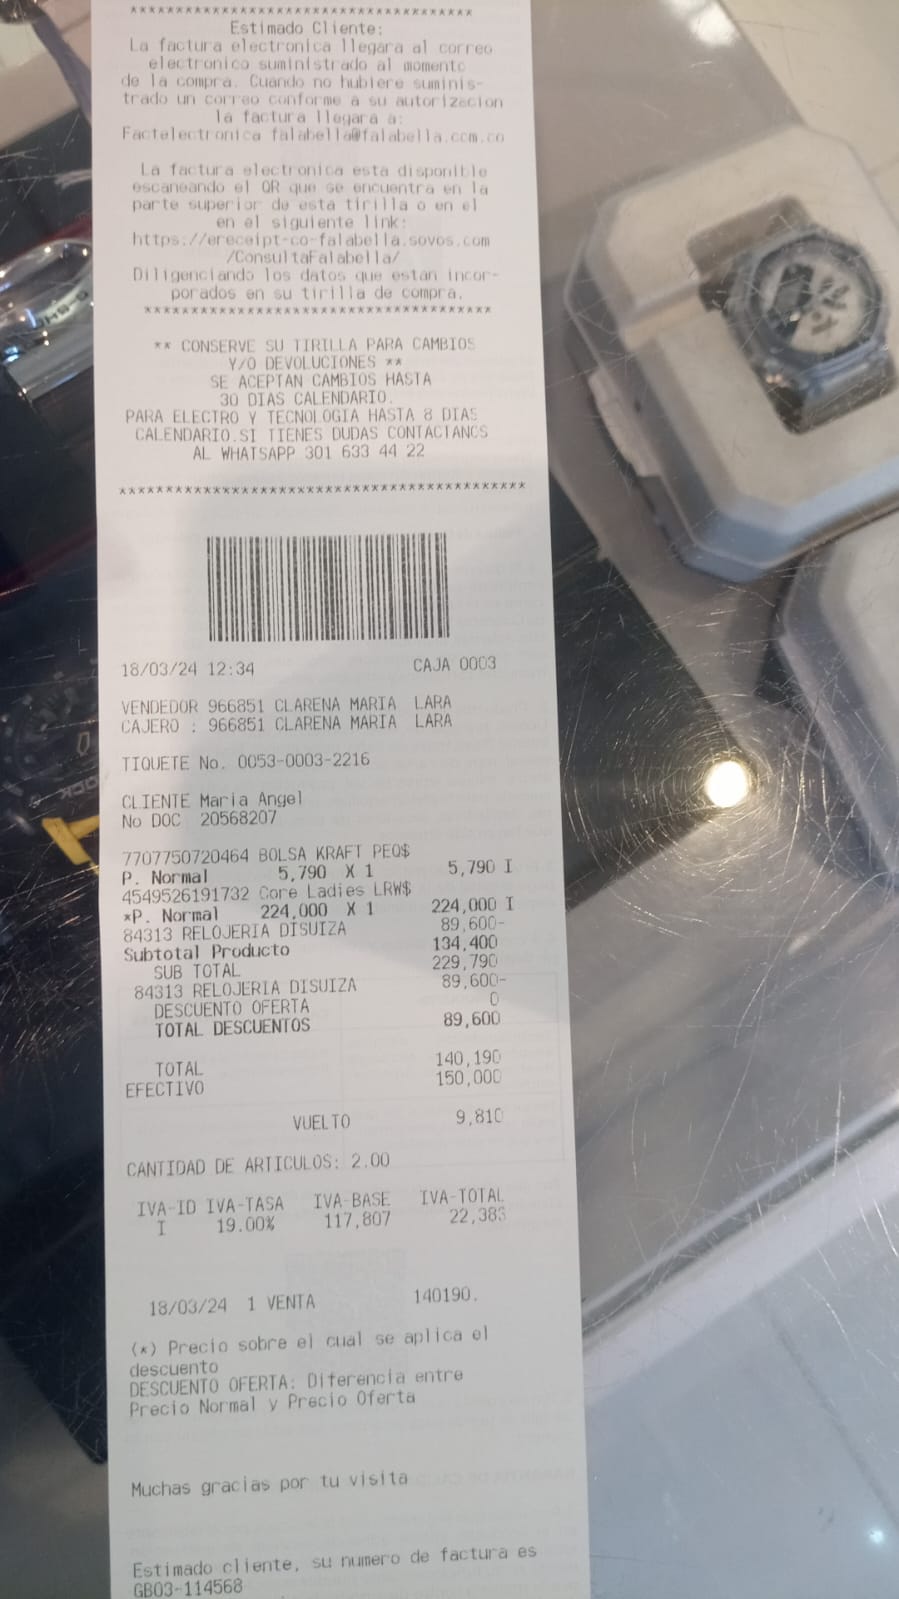 ************************************
Estimado Cliente:
La factura electronica llegara al correo
electronico suministrado al momento
de la compra. Cuando no hubiere suminis-
trado un correo conforme a su autorizacion
la factura llegara a:
Factelectronica falabella@falabella.com.co
La factura electronica esta disponible
escaneando el QR que se encuentra en la
parte superior de esta tirilla o en el
en el siguiente link:
https://ereceipt-co-falabella.sovos.com
/ConsultaFalabella/
Diligenciando los datos que estan incor-
porados en su tirilla de compra.
************************************
** CONSERVE SU TIRILLA PARA CAMBIOS
Y/O DEVOLUCIONES **
SE ACEPTAN CAMBIOS HASTA
30 DIAS CALENDARIO.
PARA ELECTRO Y TECNOLOGIA HASTA 8 DIAS
CALENDARIO.SI TIENES DUDAS CONTACTANOS
AL WHATSAPP 301 633 44 22
******************************************
18/03/24 12:34 CAJA 0003
VENDEDOR 966851 CLARENA MARIA LARA
CAJERO : 966851 CLARENA MARIA LARA
TIQUETE No. 0053-0003-2216
CLIENTE Maria Angel
No DOC 20568207
7707750720464 BOLSA KRAFT PEQ$
P. Normal 5,790 X 1 5,790 I
4549526191732 Core Ladies LRW$
*P. Normal 224,000 X 1 224,000 I
84313 RELOJERIA DISUIZA 89,600-
Subtotal Producto 134,400
SUB TOTAL 229,790
84313 RELOJERIA DISUIZA 89,600-
DESCUENTO OFERTA 0
TOTAL DESCUENTOS 89,600
TOTAL 140,190
EFECTIVO 150,000
VUELTO 9,810
CANTIDAD DE ARTICULOS: 2.00
IVA-ID IVA-TASA IVA-BASE IVA-TOTAL
I 19.00% 117,807 22,383
18/03/24 1 VENTA 140190.
(*) Precio sobre el cual se aplica el
descuento
DESCUENTO OFERTA: Diferencia entre
Precio Normal y Precio Oferta
Muchas gracias por tu visita
Estimado cliente, su numero de factura es
GB03-114568